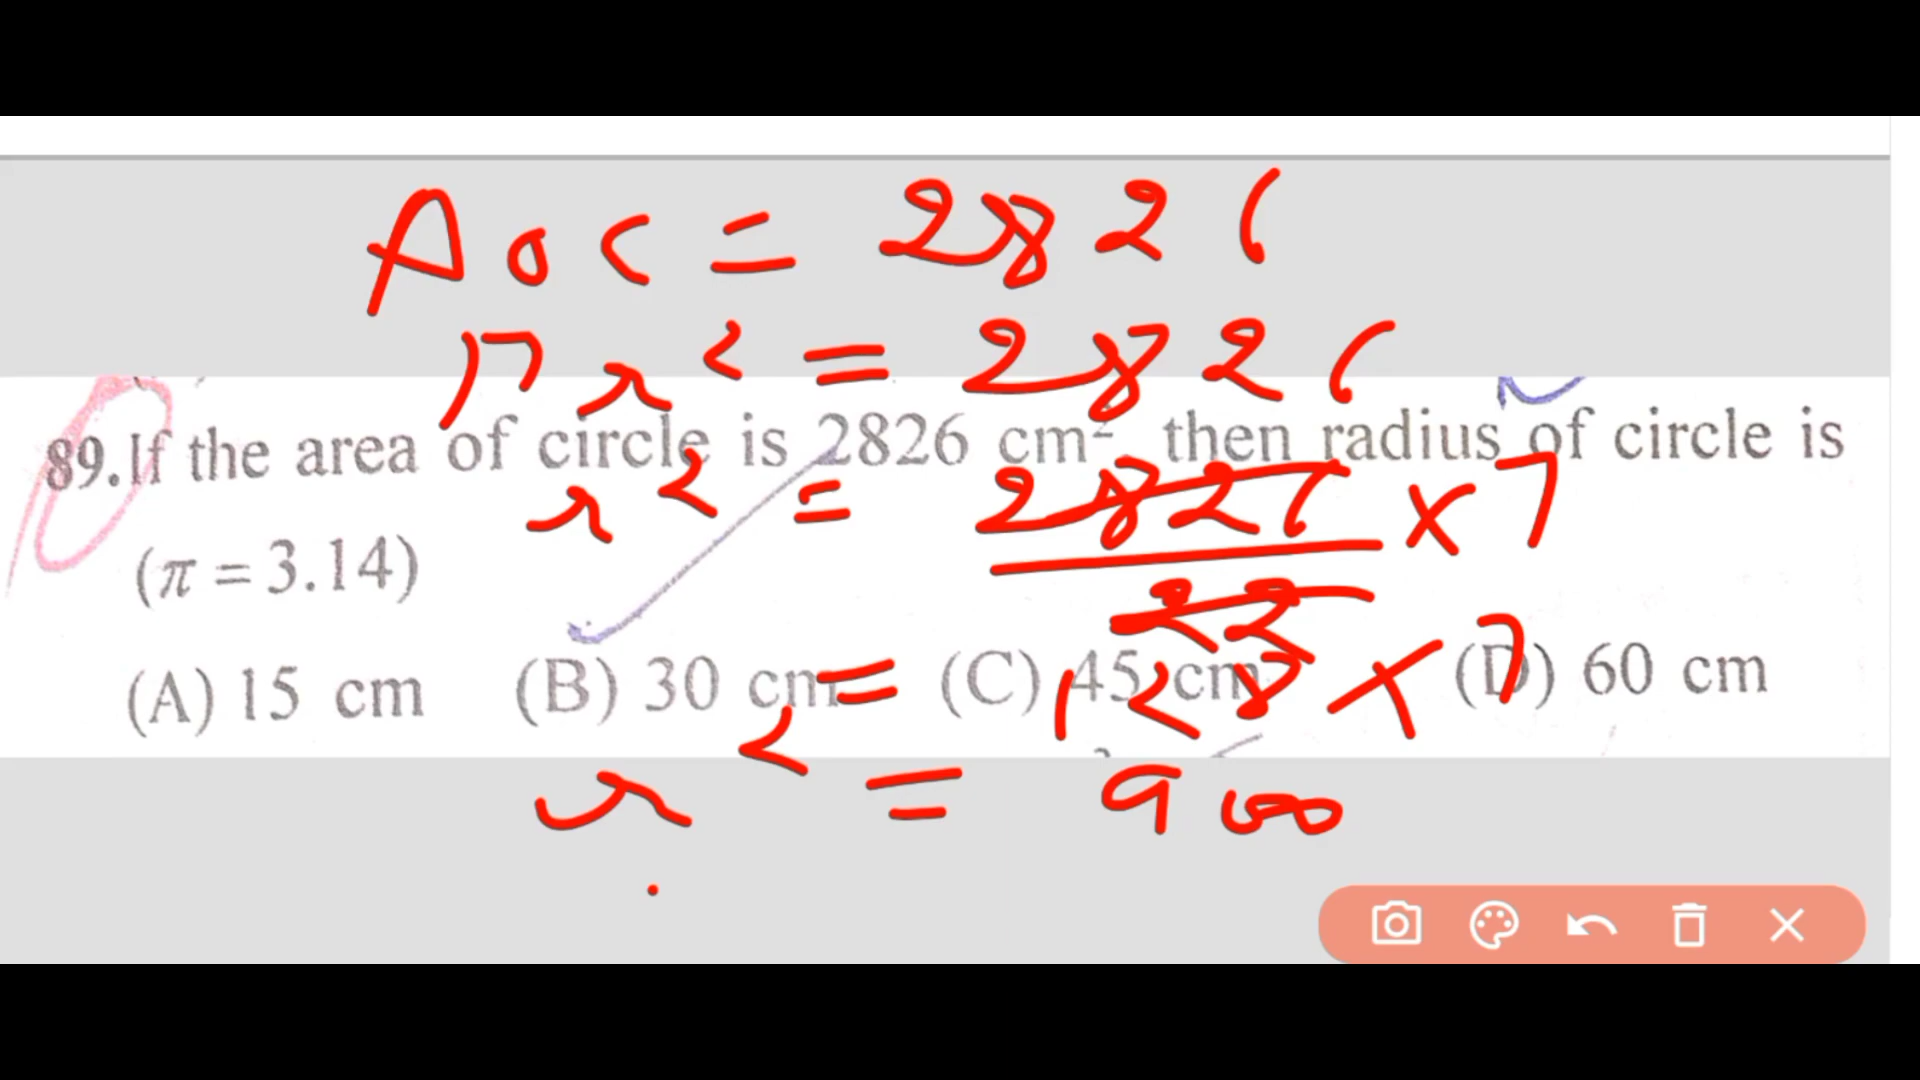 AOC = 2826
πr² = 2826
89. If the area of circle is 2826 cm², then radius of circle is
r² = 2826/22 × 7
(π = 3.14)
(A) 15 cm (B) 30 cm (C) 45 cm (D) 60 cm
= 128 × 7
r² = 900